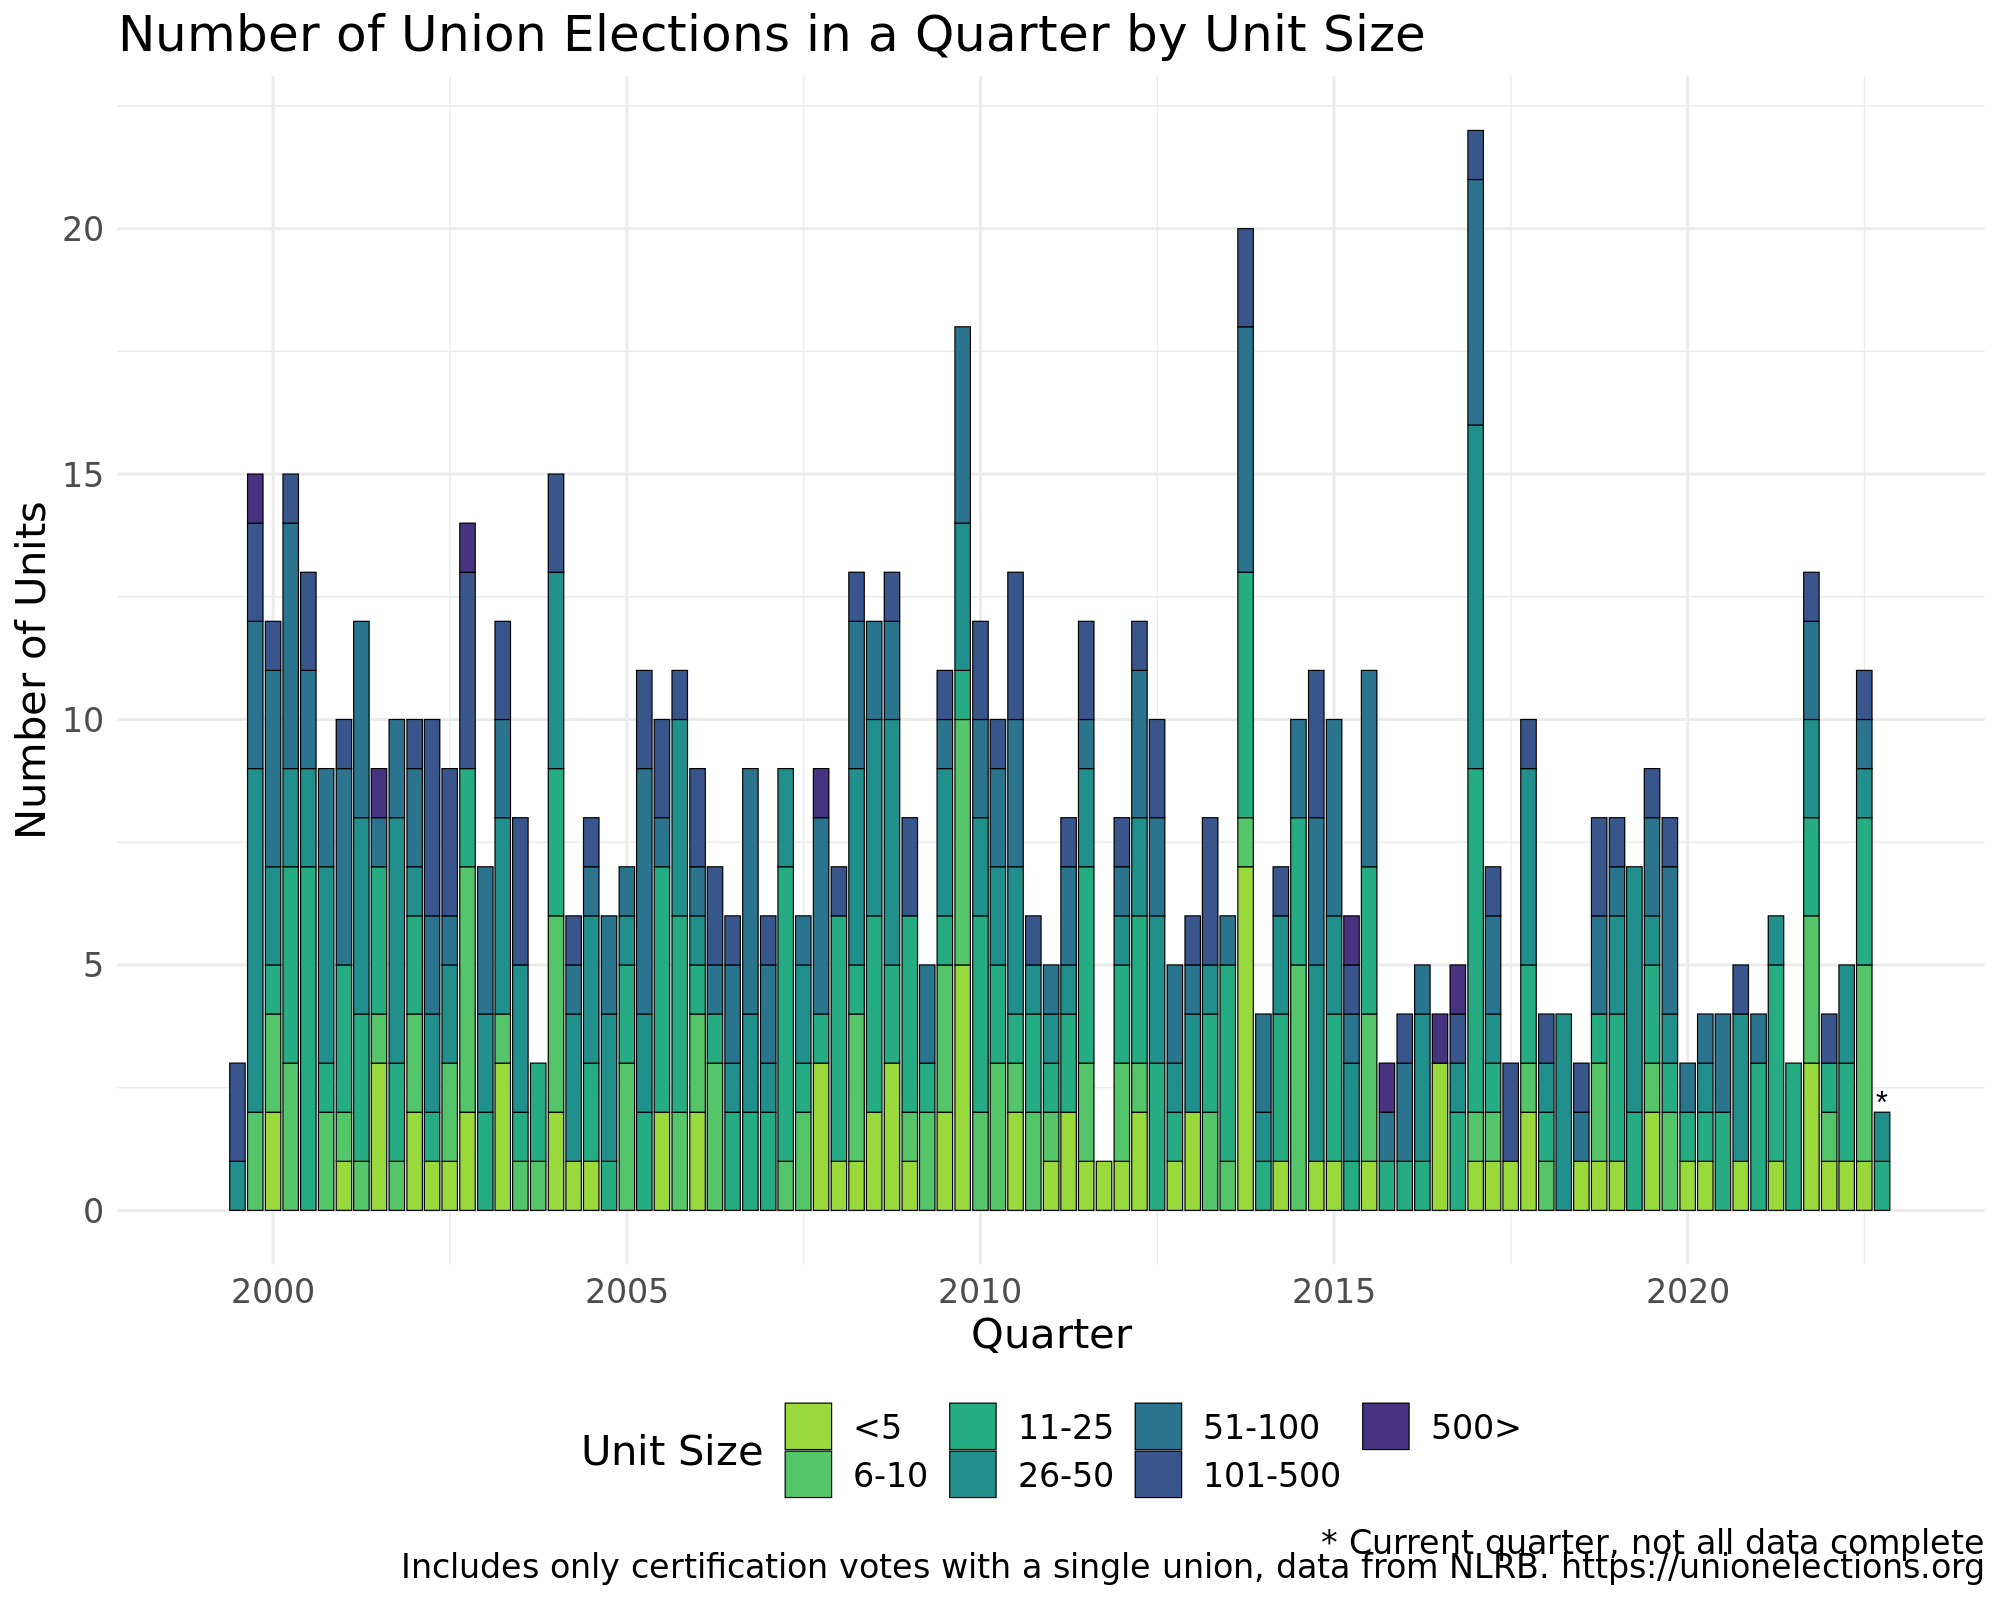 Number of Union Elections in a Quarter by Unit Size
Number of Units
20
15
10
5
0
*
2000 2005 2010 2015 2020
Quarter
Unit Size
<5 11-25 51-100 500>
6-10 26-50 101-500
* Current quarter, not all data complete
Includes only certification votes with a single union, data from NLRB. https://unionelections.org